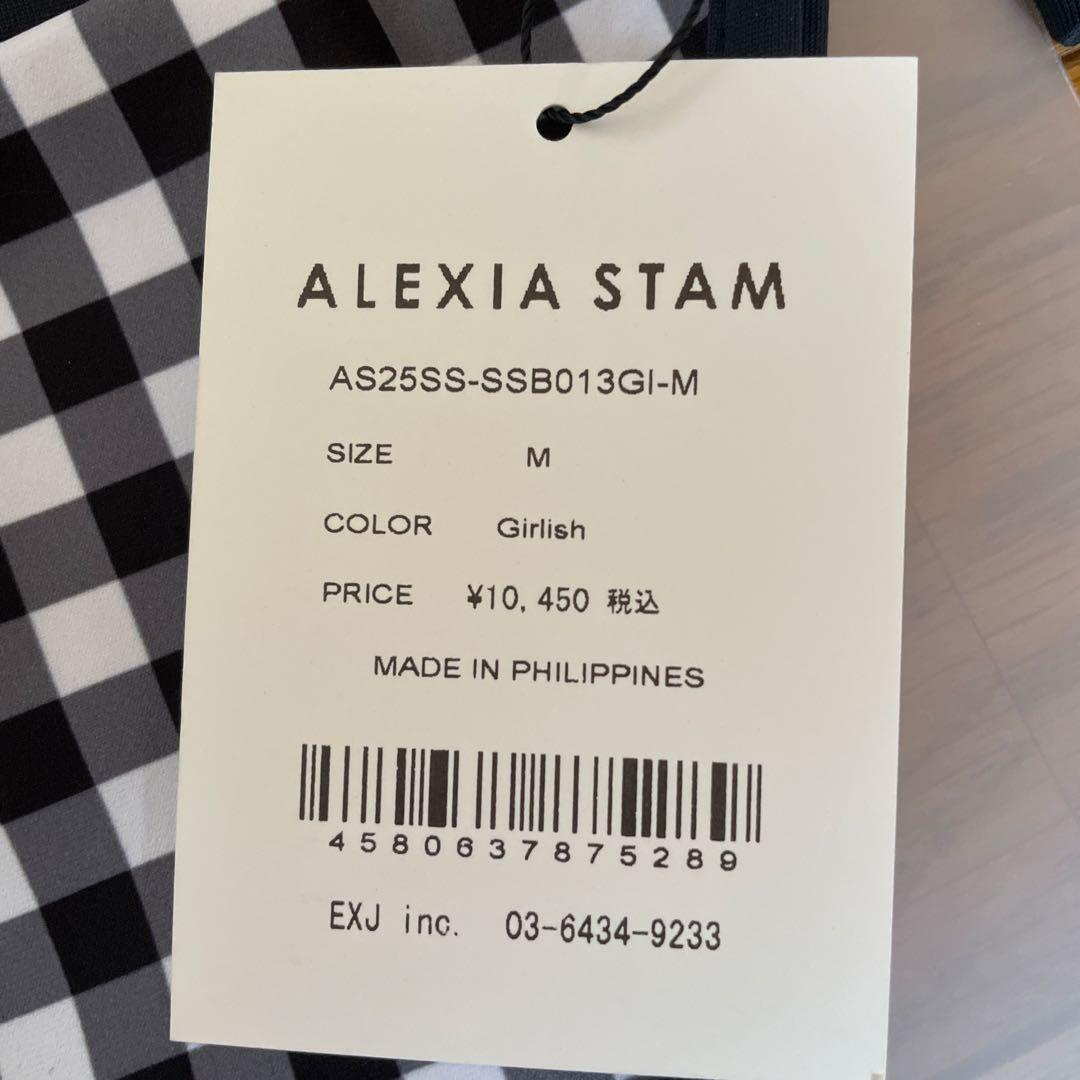 ALEXIA STAM
AS25SS-SSB013GI-M
SIZE M
COLOR Girlish
PRICE ¥10,450 税込
MADE IN PHILIPPINES
4580637875289
EXJ inc. 03-6434-9233